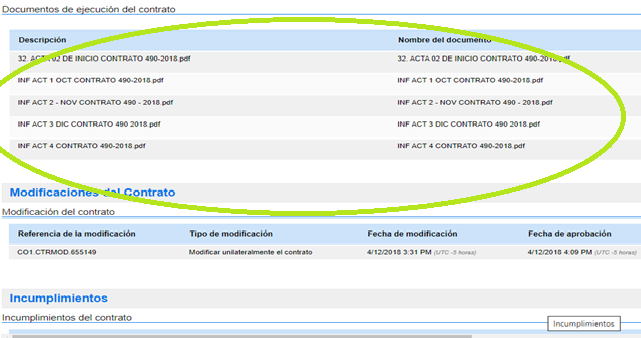 Documentos de ejecución del contrato
Descripción Nombre del documento
32. ACTA 02 DE INICIO CONTRATO 490-2018.pdf 32. ACTA 02 DE INICIO CONTRATO 490-2018.pdf
INF ACT 1 OCT CONTRATO 490-2018.pdf INF ACT 1 OCT CONTRATO 490-2018.pdf
INF ACT 2 - NOV CONTRATO 490 - 2018.pdf INF ACT 2 - NOV CONTRATO 490 - 2018.pdf
INF ACT 3 DIC CONTRATO 490 2018.pdf INF ACT 3 DIC CONTRATO 490 2018.pdf
INF ACT 4 CONTRATO 490-2018.pdf INF ACT 4 CONTRATO 490-2018.pdf
Modificaciones del Contrato
Modificación del contrato
Referencia de la modificación Tipo de modificación Fecha de modificación Fecha de aprobación
CO1.CTRMOD.655149 Modificar unilateralmente el contrato 4/12/2018 3:31 PM (UTC -5 horas) 4/12/2018 4:09 PM (UTC -5 horas)
Incumplimientos
Incumplimientos del contrato
Incumplimientos